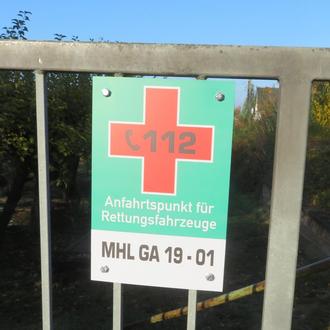 112
Anfahrtspunkt für
Rettungsfahrzeuge
MHL GA 19 - 01